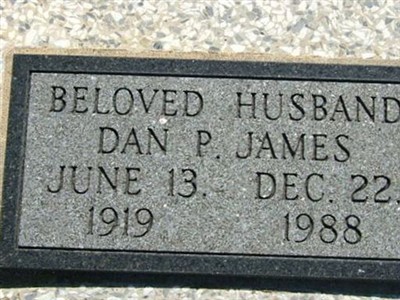 BELOVED HUSBAND
DAN P. JAMES
JUNE 13. DEC. 22.
1919 1988